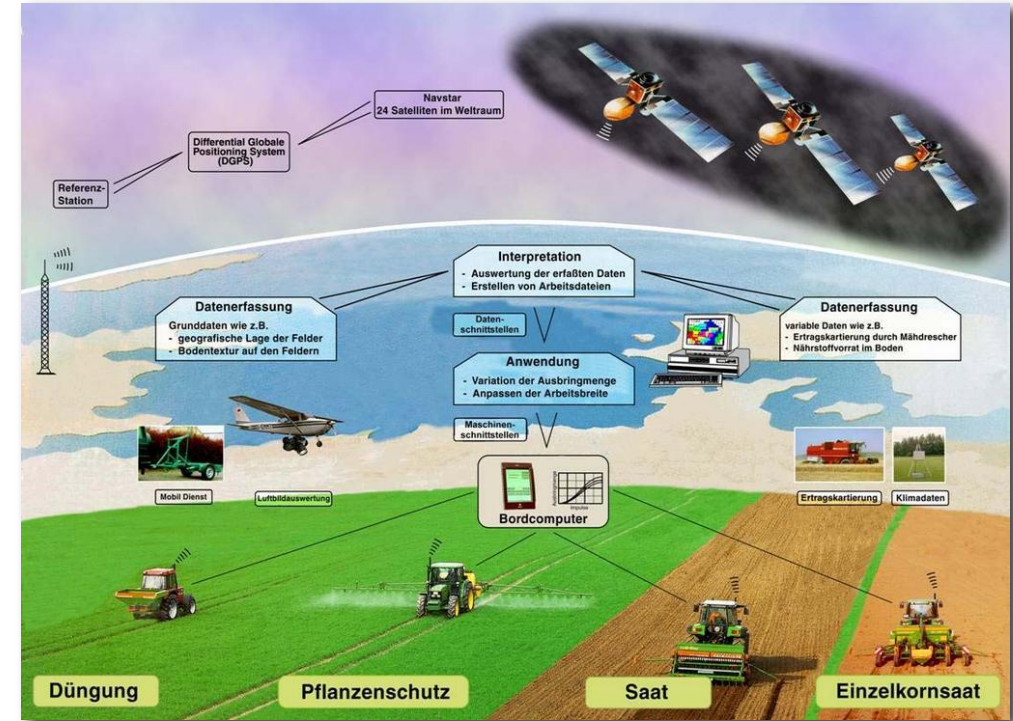 Navstar
24 Satelliten im Weltraum
Differential Globale
Positioning System
(DGPS)
Referenz-
Station
Interpretation
- Auswertung der erfaßten Daten
- Erstellen von Arbeitsdateien
Datenerfassung
Grunddaten wie z.B.
- geografische Lage der Felder
- Bodentextur auf den Feldern
Daten-
schnittstellen
Datenerfassung
variable Daten wie z.B.
- Ertragskartierung durch Mähdrescher
- Nährstoffvorrat im Boden
Anwendung
- Variation der Ausbringmenge
- Anpassen der Arbeitsbreite
Maschinen-
schnittstellen
Mobil Dienst
Luftbildauswertung
Ertragskartierung
Klimadaten
Ausbringmenge
Impulse
Bordcomputer
Düngung
Pflanzenschutz
Saat
Einzelkornsaat